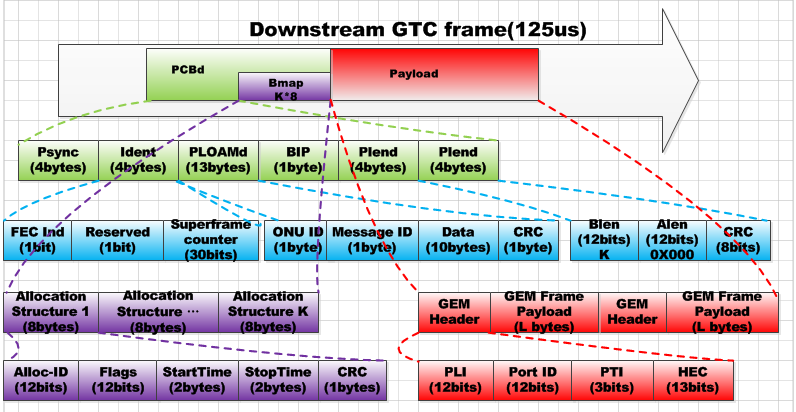 Downstream GTC frame(125us)
PCBd
Bmap
K*8
Payload
Psync
(4bytes)
Ident
(4bytes)
PLOAMd
(13bytes)
BIP
(1byte)
Plend
(4bytes)
Plend
(4bytes)
FEC Ind
(1bit)
Reserved
(1bit)
Superframe
counter
(30bits)
ONU ID
(1byte)
Message ID
(1byte)
Data
(10bytes)
CRC
(1byte)
Blen
(12bits)
K
Alen
(12bits)
0X000
CRC
(8bits)
Allocation
Structure 1
(8bytes)
Allocation
Structure ···
(8bytes)
Allocation
Structure K
(8bytes)
GEM
Header
GEM Frame
Payload
(L bytes)
GEM
Header
GEM Frame
Payload
(L bytes)
Alloc-ID
(12bits)
Flags
(12bits)
StartTime
(2bytes)
StopTime
(2bytes)
CRC
(1bytes)
PLI
(12bits)
Port ID
(12bits)
PTI
(3bits)
HEC
(13bits)